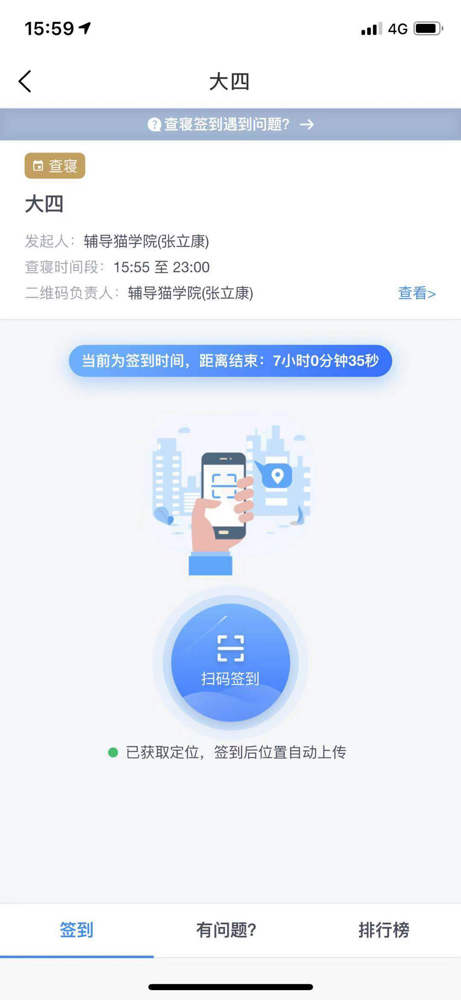 15:59
4G
大四
查寝签到遇到问题? →
查寝
大四
发起人：辅导猫学院(张立康)
查寝时间段：15:55 至 23:00
二维码负责人：辅导猫学院(张立康) 查看>
当前为签到时间，距离结束：7小时0分钟35秒
扫码签到
已获取定位，签到后位置自动上传
签到 有问题? 排行榜